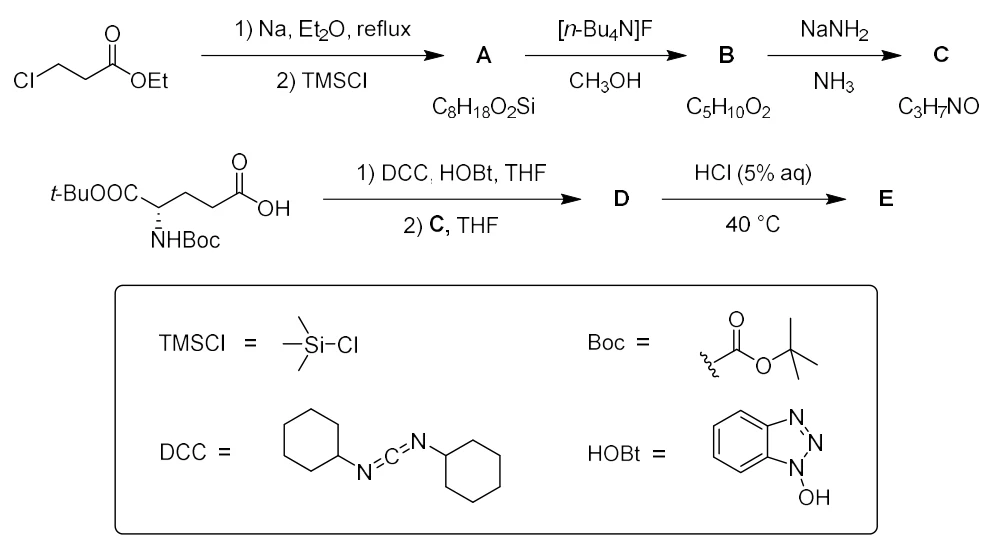 1) Na, Et₂O, reflux
2) TMSCl
A
C₈H₁₈O₂Si
[n-Bu₄N]F
CH₃OH
B
C₅H₁₀O₂
NaNH₂
NH₃
C
C₃H₇NO
Cl
O
OEt
t-BuOOC
O
OH
NHBoc
1) DCC, HOBt, THF
2) C, THF
D
HCl (5% aq)
40 °C
E
TMSCl =
Si-Cl
Boc =
O
O
DCC =
N=C=N
HOBt =
N
N
N
OH